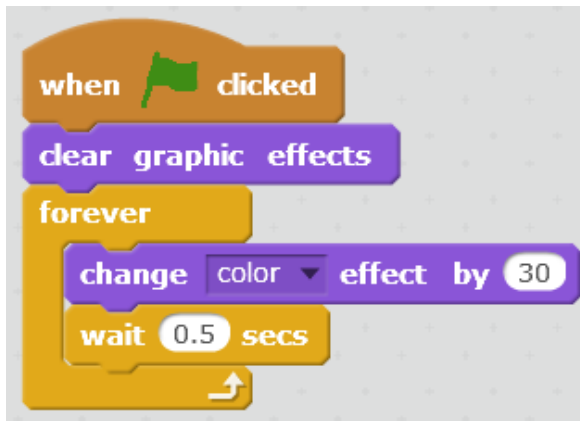 when clicked
clear graphic effects
forever
change color effect by 30
wait 0.5 secs